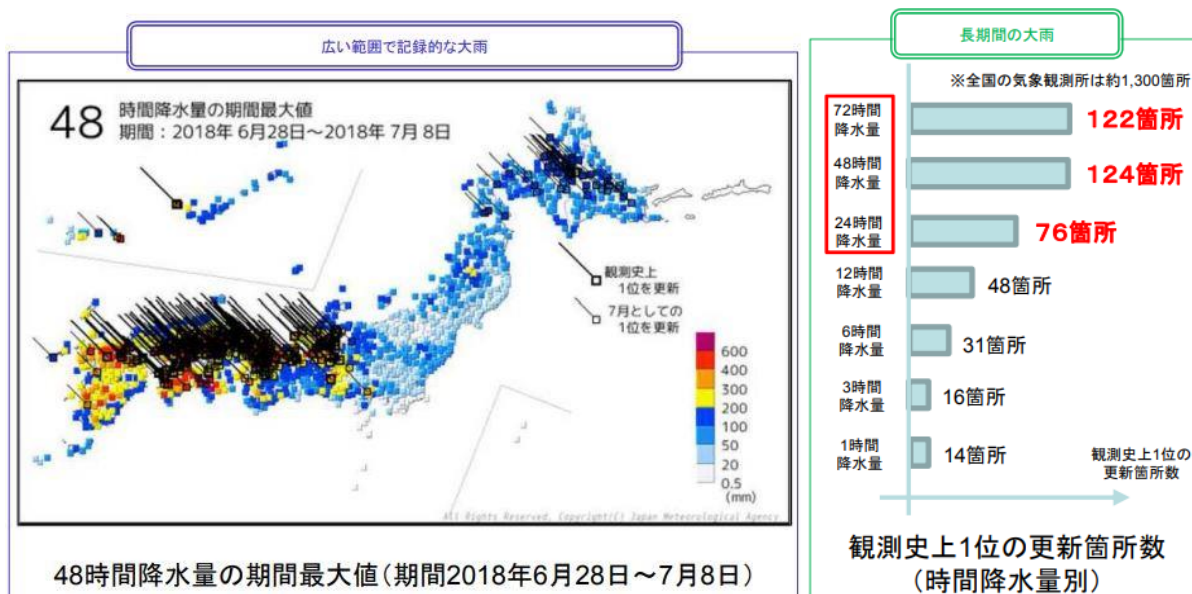 広い範囲で記録的な大雨
48
時間降水量の期間最大値
期間：2018年 6月28日～2018年 7月 8日
観測史上
1位を更新
7月としての
1位を更新
600
400
300
200
100
50
20
0.5
(mm)
All Rights Reserved, Copyright(C) Japan Meteorological Agency
48時間降水量の期間最大値（期間2018年6月28日～7月8日）
長期間の大雨
※全国の気象観測所は約1,300箇所
72時間
降水量
122箇所
48時間
降水量
124箇所
24時間
降水量
76箇所
12時間
降水量
48箇所
6時間
降水量
31箇所
3時間
降水量
16箇所
1時間
降水量
14箇所
観測史上1位の
更新箇所数
観測史上1位の更新箇所数
（時間降水量別）